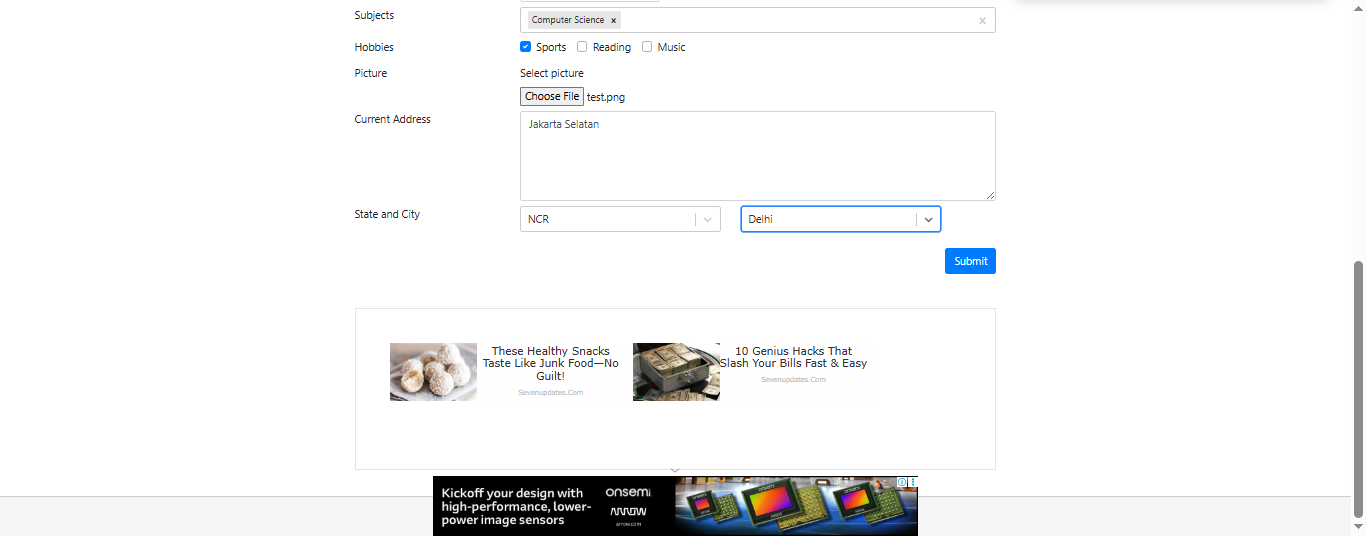 Subjects
Computer Science ×
×
Hobbies
Sports Reading Music
Picture
Select picture
Choose File test.png
Current Address
Jakarta Selatan
State and City
NCR
Delhi
Submit
These Healthy Snacks
Taste Like Junk Food—No
Guilt!
Sevenupdates.Com
10 Genius Hacks That
Slash Your Bills Fast & Easy
Sevenupdates.Com
Kickoff your design with
high-performance, lower-
power image sensors
onsemi
ARROW
arrow.com